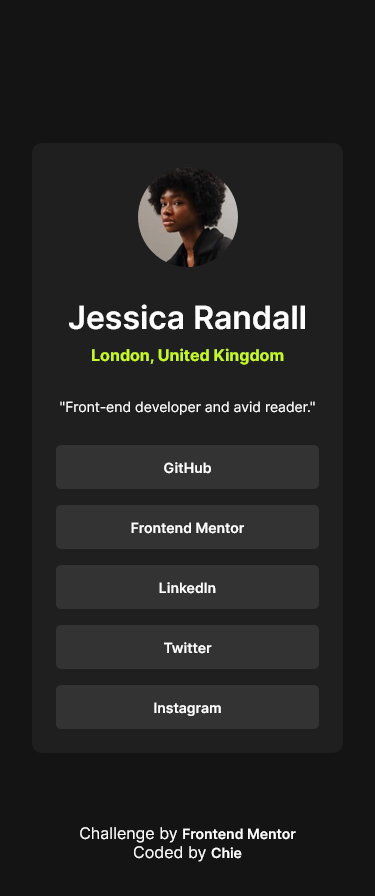 Jessica Randall
London, United Kingdom
"Front-end developer and avid reader."
GitHub
Frontend Mentor
LinkedIn
Twitter
Instagram
Challenge by Frontend Mentor
Coded by Chie